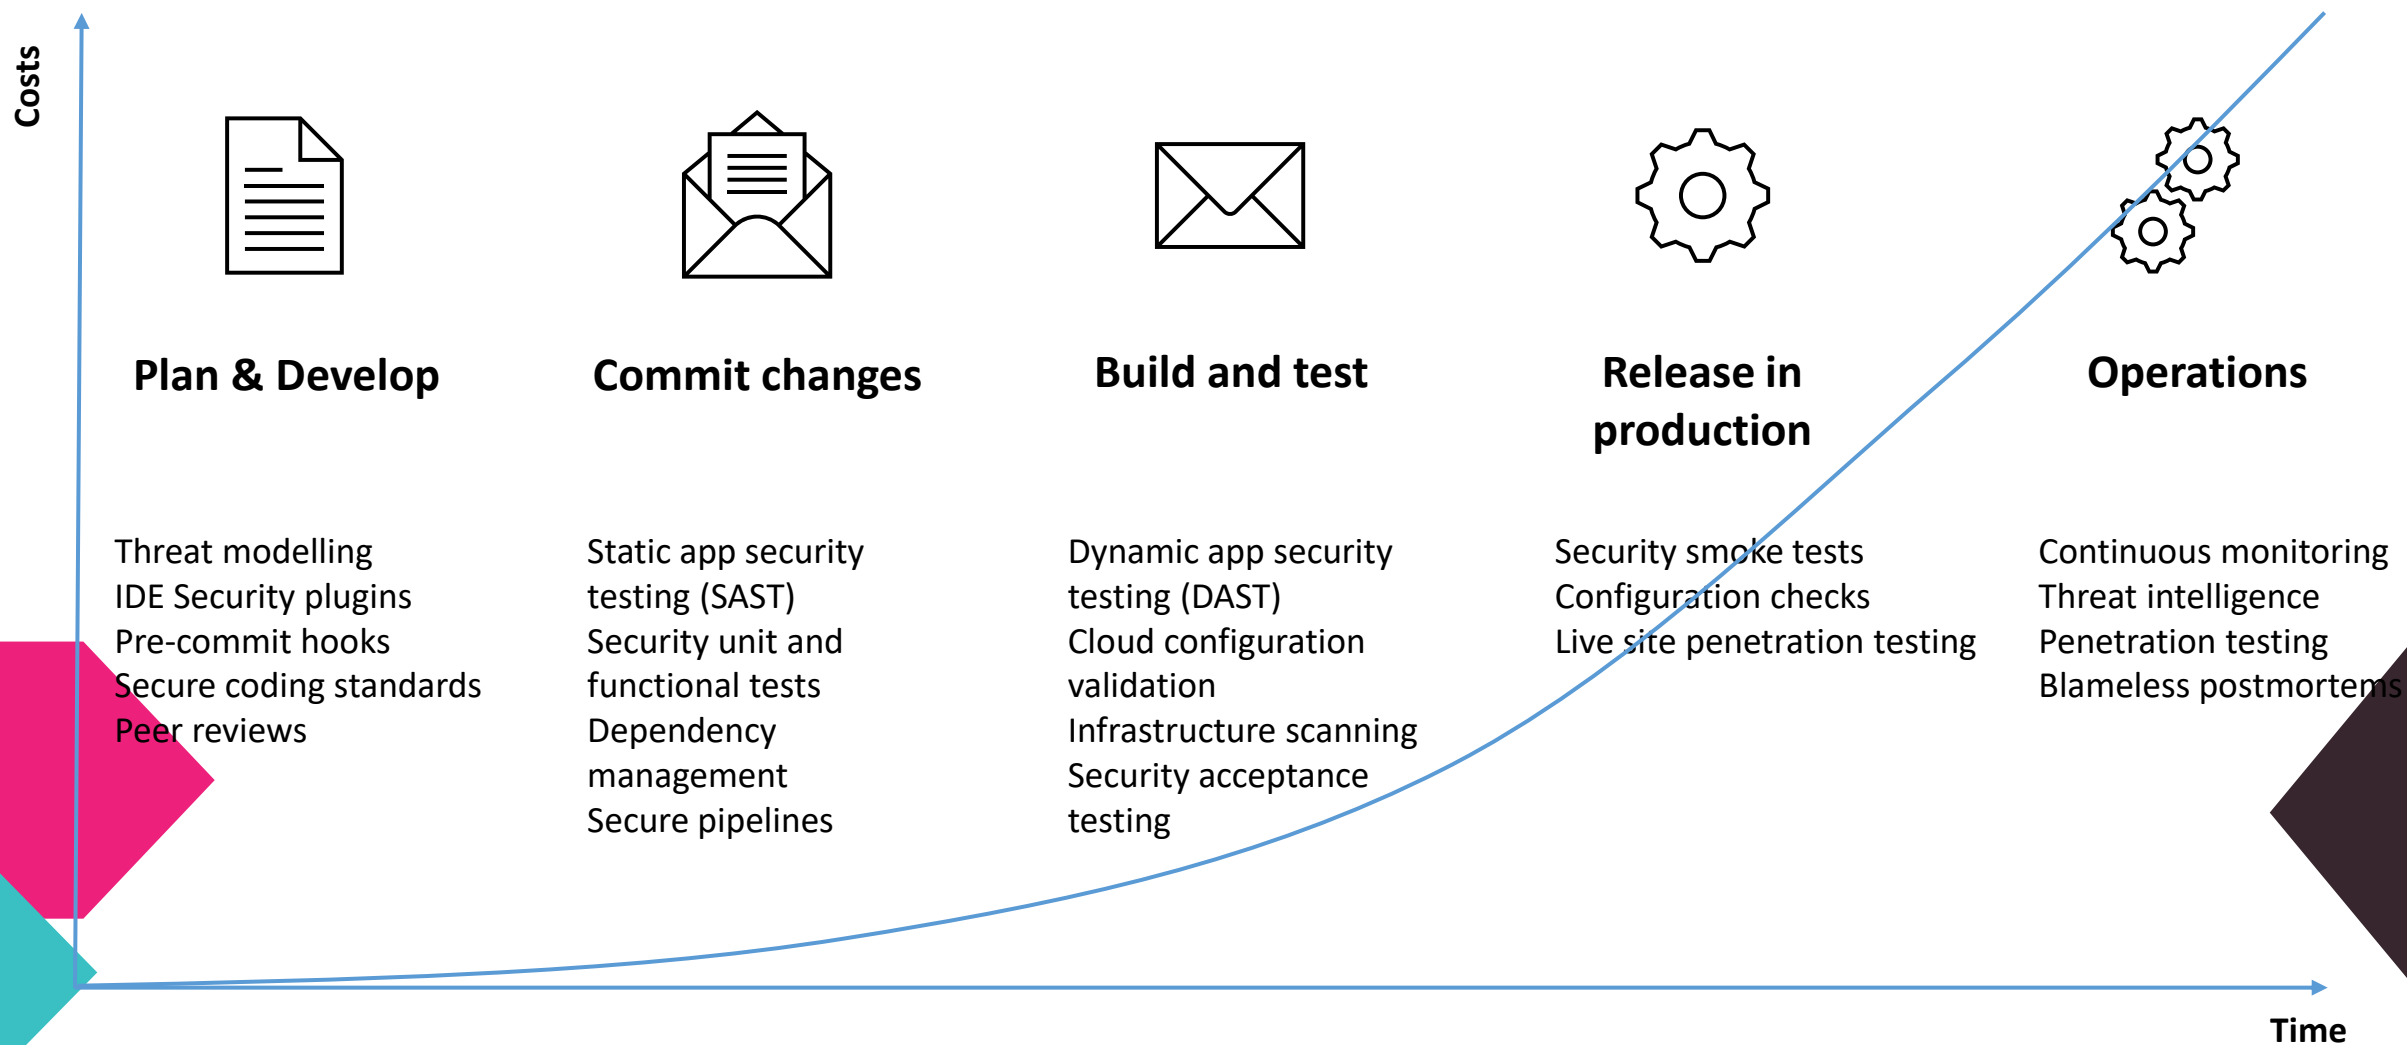 Costs
Plan & Develop
Threat modelling
IDE Security plugins
Pre-commit hooks
Secure coding standards
Peer reviews
Commit changes
Static app security
testing (SAST)
Security unit and
functional tests
Dependency
management
Secure pipelines
Build and test
Dynamic app security
testing (DAST)
Cloud configuration
validation
Infrastructure scanning
Security acceptance
testing
Release in
production
Security smoke tests
Configuration checks
Live site penetration testing
Operations
Continuous monitoring
Threat intelligence
Penetration testing
Blameless postmortems
Time